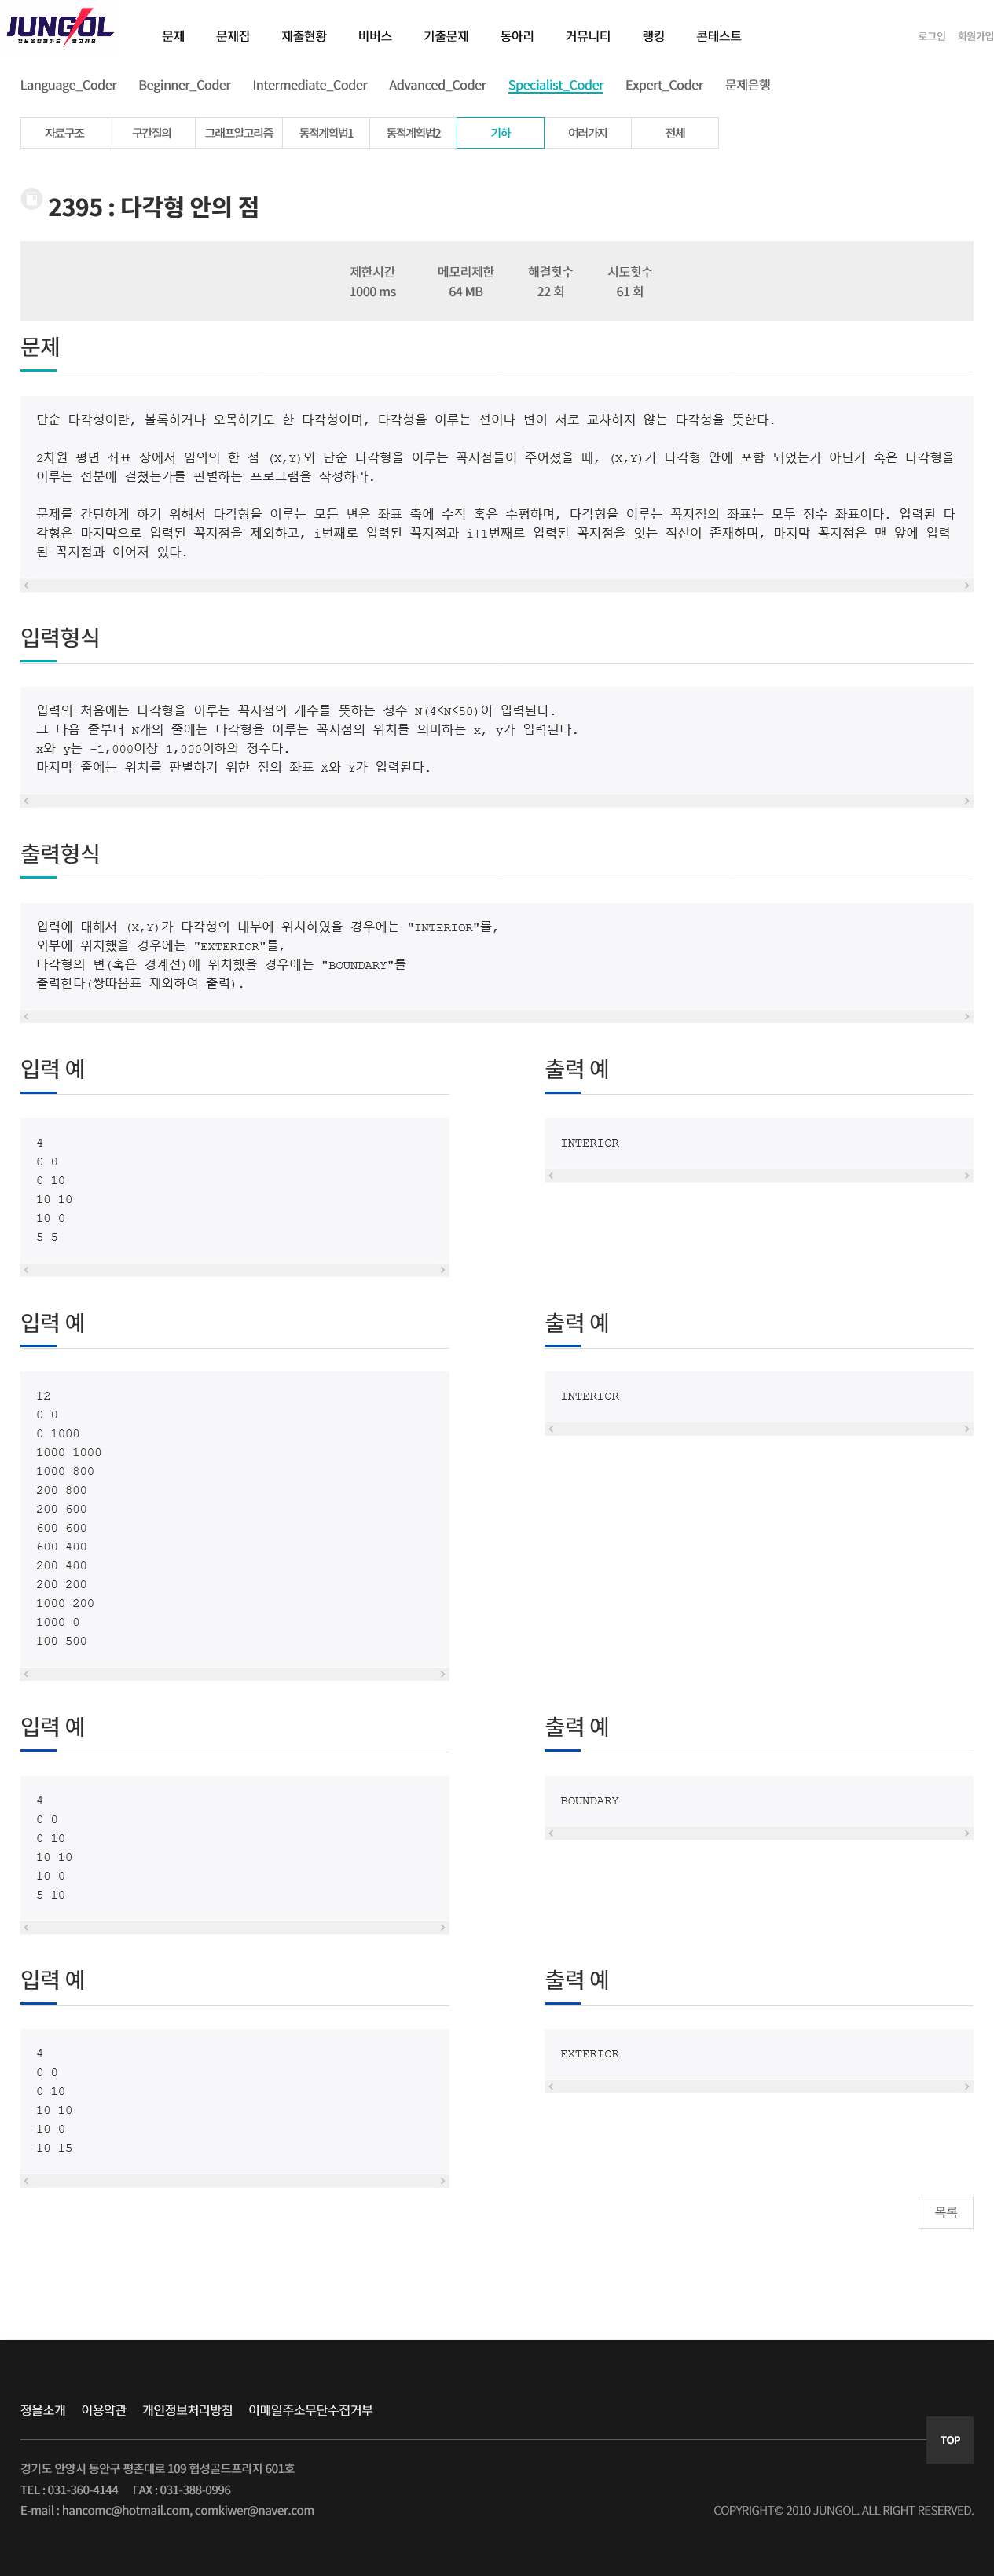 JUNGOL
정보올림피아드 알고리즘
문제 문제집 제출현황 비버스 기출문제 동아리 커뮤니티 랭킹 콘테스트
로그인 회원가입
Language_Coder Beginner_Coder Intermediate_Coder Advanced_Coder Specialist_Coder Expert_Coder 문제은행
자료구조 구간질의 그래프알고리즘 동적계획법1 동적계획법2 기하 여러가지 전체
2395 : 다각형 안의 점
제한시간 메모리제한 해결횟수 시도횟수
1000 ms 64 MB 22 회 61 회
문제
단순 다각형이란, 볼록하거나 오목하기도 한 다각형이며, 다각형을 이루는 선이나 변이 서로 교차하지 않는 다각형을 뜻한다.
2차원 평면 좌표 상에서 임의의 한 점 (X,Y)와 단순 다각형을 이루는 꼭지점들이 주어졌을 때, (X,Y)가 다각형 안에 포함 되었는가 아닌가 혹은 다각형을
이루는 선분에 걸쳤는가를 판별하는 프로그램을 작성하라.
문제를 간단하게 하기 위해서 다각형을 이루는 모든 변은 좌표 축에 수직 혹은 수평하며, 다각형을 이루는 꼭지점의 좌표는 모두 정수 좌표이다. 입력된 다
각형은 마지막으로 입력된 꼭지점을 제외하고, i번째로 입력된 꼭지점과 i+1번째로 입력된 꼭지점을 잇는 직선이 존재하며, 마지막 꼭지점은 맨 앞에 입력
된 꼭지점과 이어져 있다.
입력형식
입력의 처음에는 다각형을 이루는 꼭지점의 개수를 뜻하는 정수 N(4≤N≤50)이 입력된다.
그 다음 줄부터 N개의 줄에는 다각형을 이루는 꼭지점의 위치를 의미하는 x, y가 입력된다.
x와 y는 -1,000이상 1,000이하의 정수다.
마지막 줄에는 위치를 판별하기 위한 점의 좌표 X와 Y가 입력된다.
출력형식
입력에 대해서 (X,Y)가 다각형의 내부에 위치하였을 경우에는 "INTERIOR"를,
외부에 위치했을 경우에는 "EXTERIOR"를,
다각형의 변(혹은 경계선)에 위치했을 경우에는 "BOUNDARY"를
출력한다(쌍따옴표 제외하여 출력).
입력 예
4
0 0
0 10
10 10
10 0
5 5
출력 예
INTERIOR
입력 예
12
0 0
0 1000
1000 1000
1000 800
200 800
200 600
600 600
600 400
200 400
200 200
1000 200
1000 0
100 500
출력 예
INTERIOR
입력 예
4
0 0
0 10
10 10
10 0
5 10
출력 예
BOUNDARY
입력 예
4
0 0
0 10
10 10
10 0
10 15
출력 예
EXTERIOR
목록
정올소개 이용약관 개인정보처리방침 이메일주소무단수집거부
TOP
경기도 안양시 동안구 평촌대로 109 협성골드프라자 601호
TEL : 031-360-4144 FAX : 031-388-0996
E-mail : hancomc@hotmail.com, comkiwer@naver.com
COPYRIGHT© 2010 JUNGOL. ALL RIGHT RESERVED.